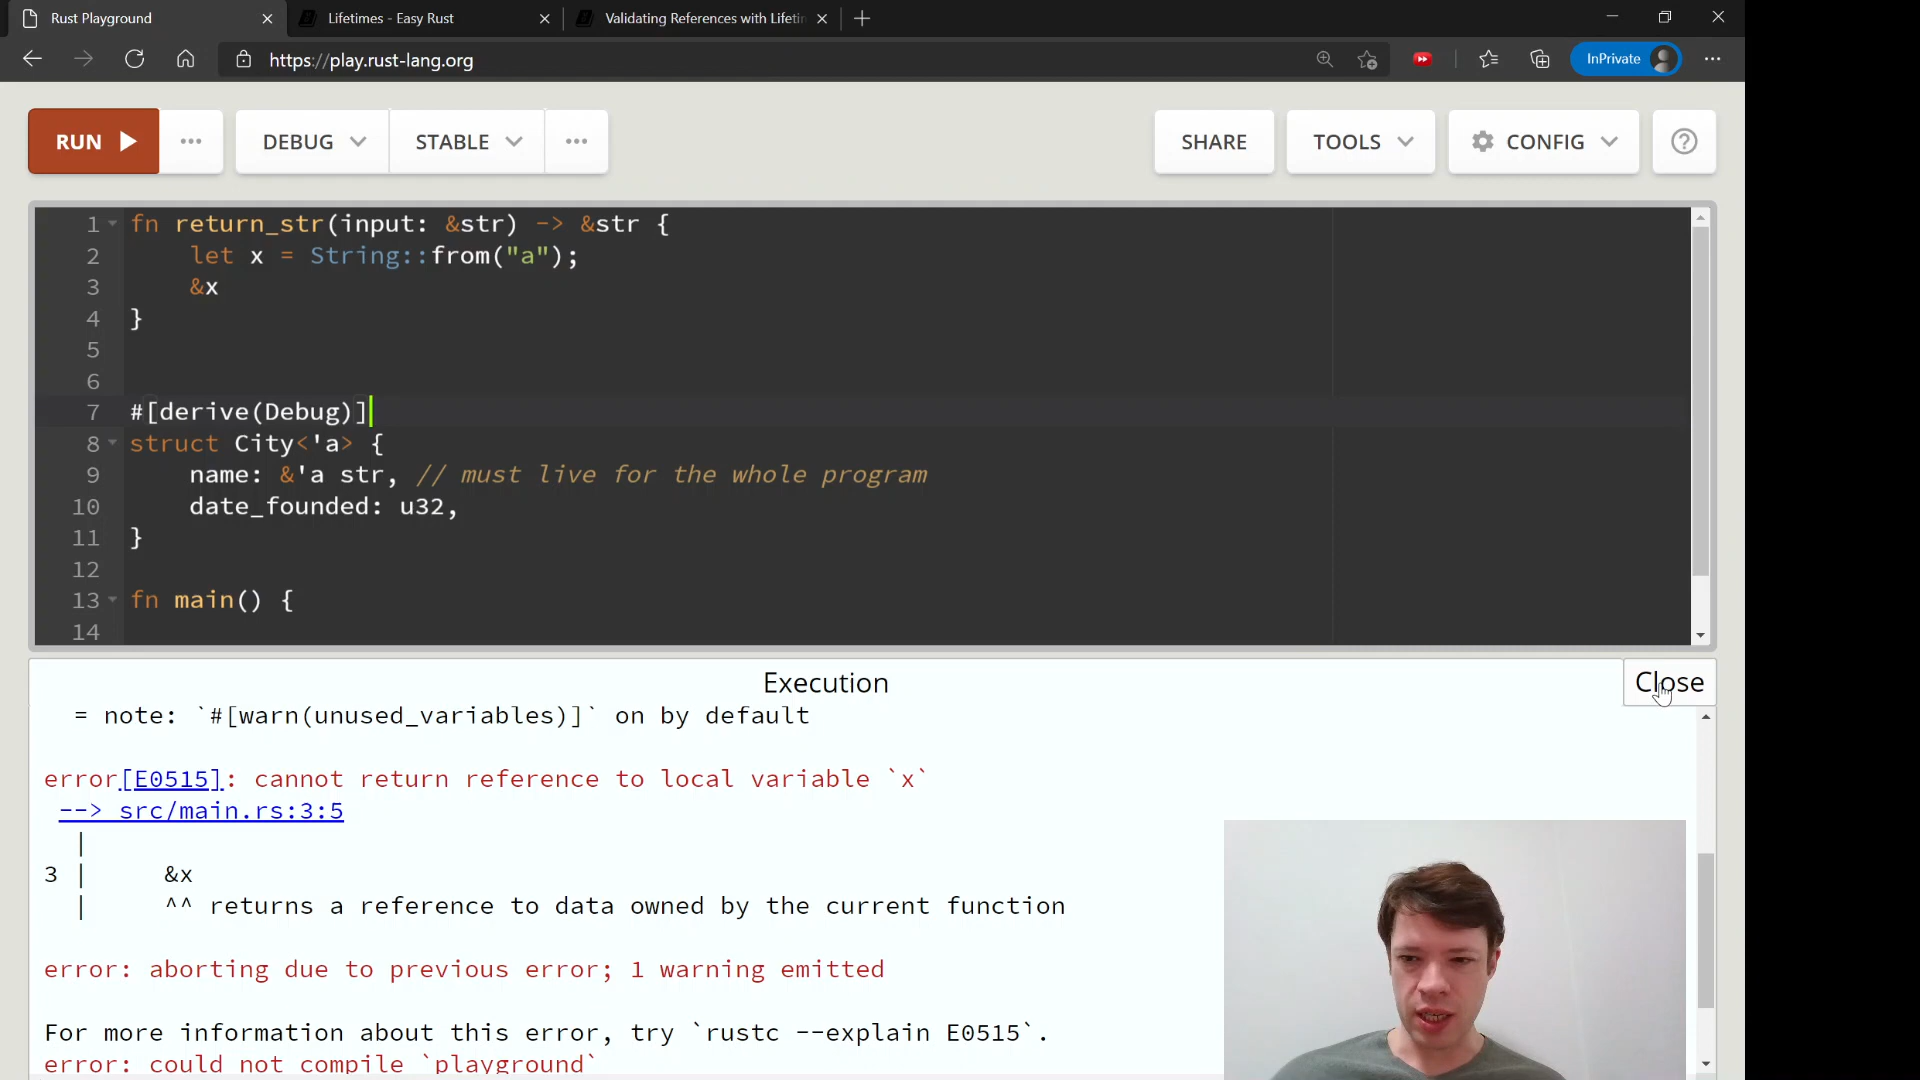 Rust Playground
Lifetimes - Easy Rust
Validating References with Lifetin
https://play.rust-lang.org
InPrivate
RUN
DEBUG
STABLE
SHARE
TOOLS
CONFIG
1 fn return_str(input: &str) -> &str {
2 let x = String::from("a");
3 &x
4 }
5
6
7 #[derive(Debug)]
8 struct City<'a> {
9 name: &'a str, // must live for the whole program
10 date_founded: u32,
11 }
12
13 fn main() {
14
Execution
Close
= note: `#[warn(unused_variables)]` on by default
error[E0515]: cannot return reference to local variable `x`
--> src/main.rs:3:5
|
3 | &x
| ^^ returns a reference to data owned by the current function
error: aborting due to previous error; 1 warning emitted
For more information about this error, try `rustc --explain E0515`.
error: could not compile `playground`